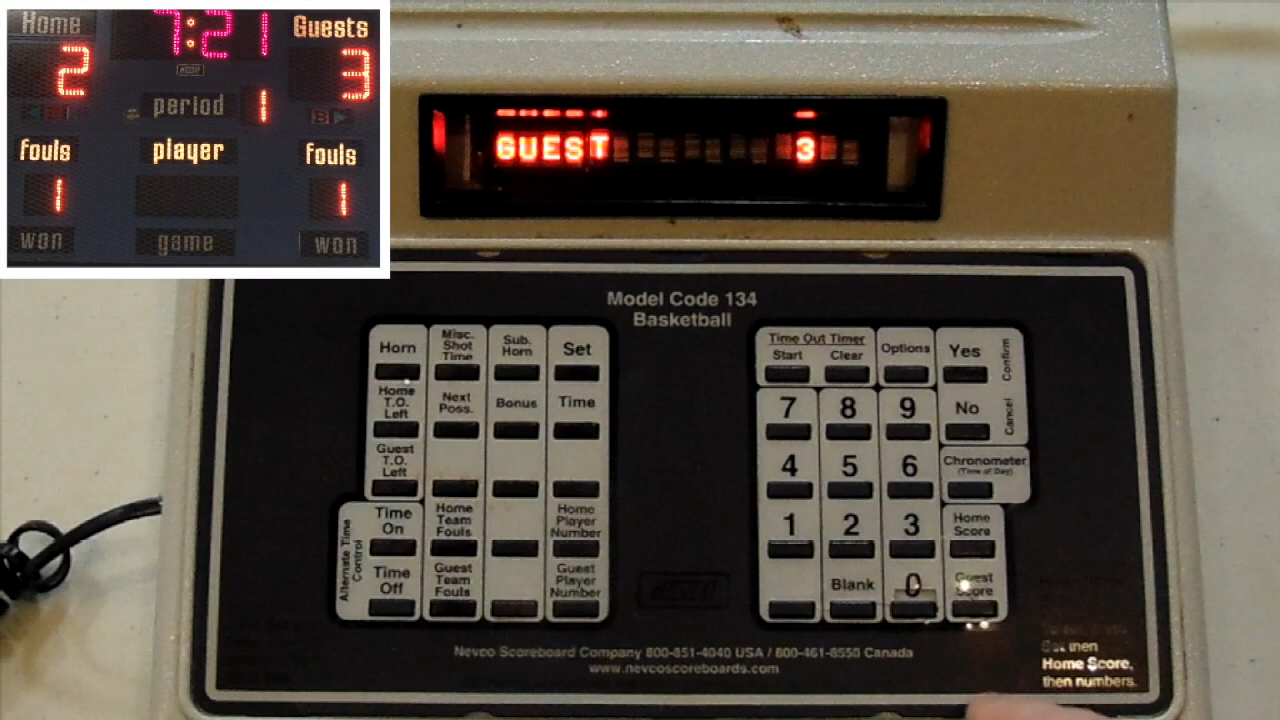 Home
7:21
Guests
2
3
period
1
fouls
player
fouls
1
1
won
game
won
GUEST 3
Model Code 134
Basketball
Horn
Misc.
Shot
Time
Sub.
Horn
Set
Home
T.O.
Left
Next
Poss.
Bonus
Time
Guest
T.O.
Left
Alternate Time
Control
Time
On
Home
Team
Fouls
Home
Player
Number
Time
Off
Guest
Team
Fouls
Guest
Player
Number
Time Out Timer
Start Clear
Options
Yes
Confirm
7 8 9
No
Cancel
4 5 6
Chronometer
(Time of Day)
1 2 3
Home
Score
Blank 0
Guest
Score
Nevco Scoreboard Company 800-851-4040 USA / 800-461-8550 Canada
www.nevcoscoreboards.com
Set then
Home Score,
then numbers.